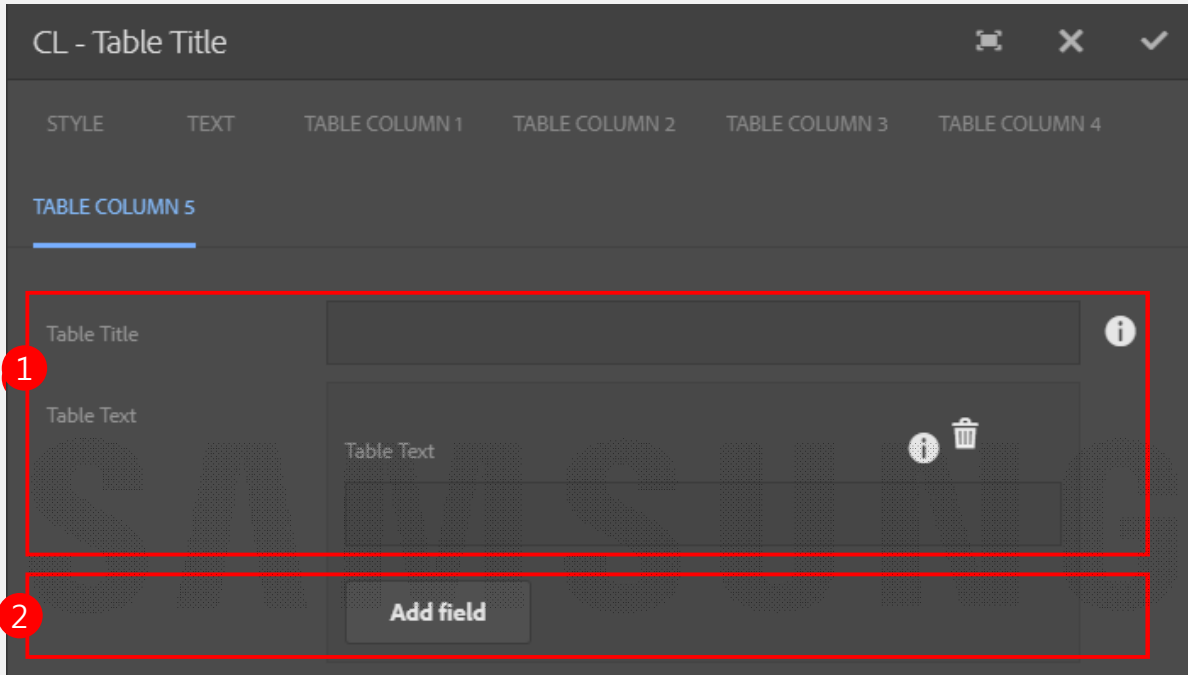 CL - Table Title
STYLE TEXT TABLE COLUMN 1 TABLE COLUMN 2 TABLE COLUMN 3 TABLE COLUMN 4
TABLE COLUMN 5
Table Title
1
Table Text
Table Text
SAMSUNG
Add field
2